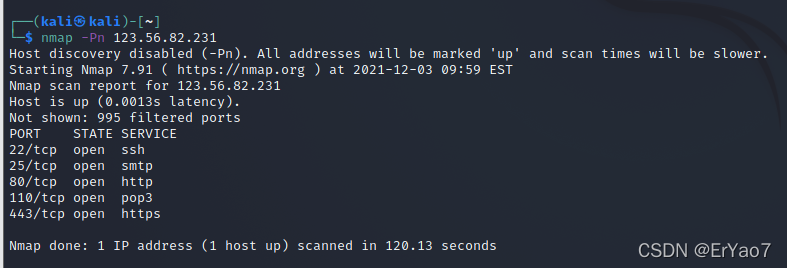 ┌──(kali㉿kali)-[~]
└─$ nmap -Pn 123.56.82.231
Host discovery disabled (-Pn). All addresses will be marked 'up' and scan times will be slower.
Starting Nmap 7.91 ( https://nmap.org ) at 2021-12-03 09:59 EST
Nmap scan report for 123.56.82.231
Host is up (0.0013s latency).
Not shown: 995 filtered ports
PORT    STATE SERVICE
22/tcp  open  ssh
25/tcp  open  smtp
80/tcp  open  http
110/tcp open  pop3
443/tcp open  https
Nmap done: 1 IP address (1 host up) scanned in 120.13 seconds
CSDN @ErYao7